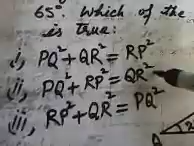 65° Which of the
is true:
i, PQ² + QR² = RP²
ii, PQ² + RP² = QR²
iii, RP² + QR² = PQ²